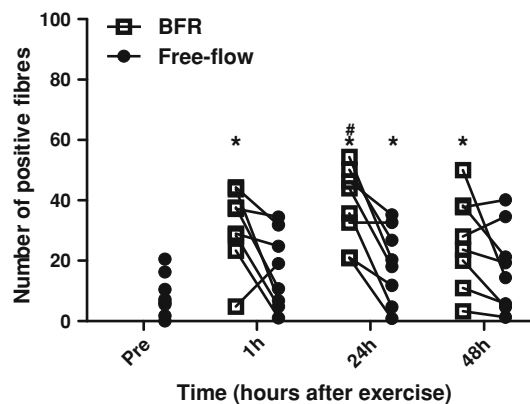 100
80
60
40
20
0
Number of positive fibres
BFR
Free-flow
*
#
*
*
*
Pre
1h
24h
48h
Time (hours after exercise)